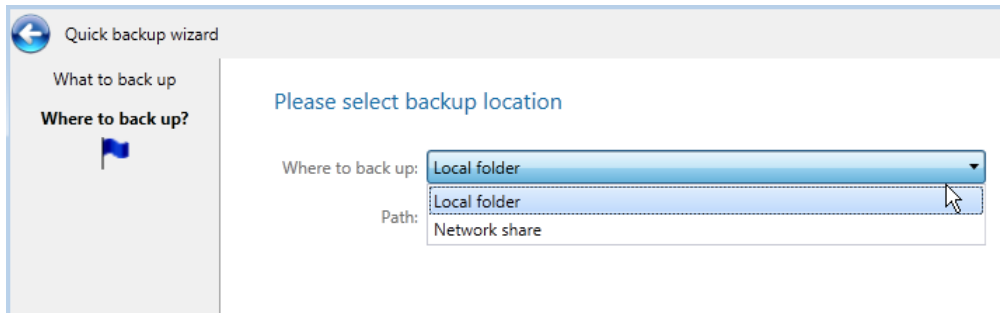 Quick backup wizard
What to back up
Where to back up?
Please select backup location
Where to back up: Local folder
Local folder
Path:
Network share